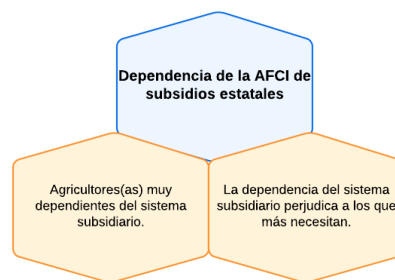 Dependencia de la AFCI de
subsidios estatales
Agricultores(as) muy
dependientes del sistema
subsidiario.
La dependencia del sistema
subsidiario perjudica a los que
más necesitan.